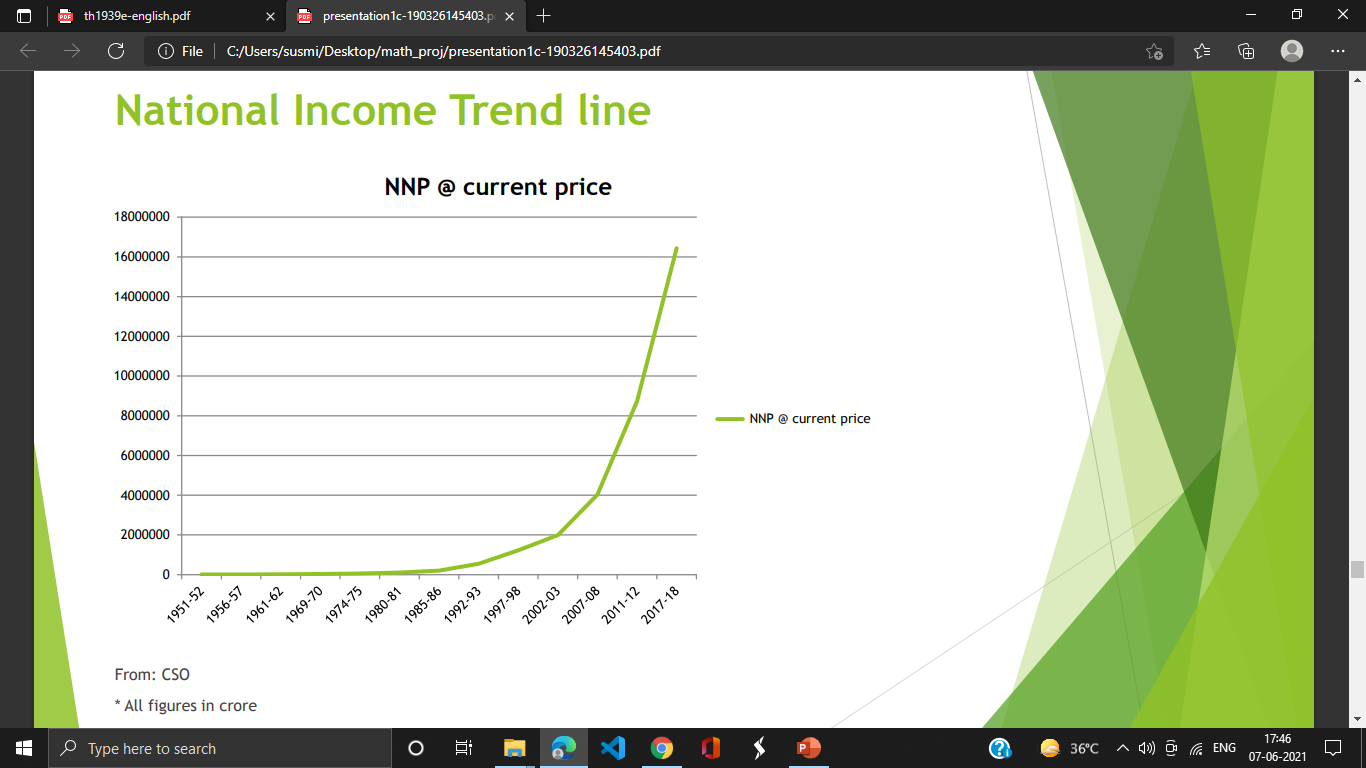 th1939e-english.pdf
presentation1c-190326145403.p
File
C:/Users/susmi/Desktop/math_proj/presentation1c-190326145403.pdf
National Income Trend line
NNP @ current price
18000000
16000000
14000000
12000000
10000000
8000000
6000000
4000000
2000000
0
1951-52
1956-57
1961-62
1969-70
1974-75
1980-81
1985-86
1992-93
1997-98
2002-03
2007-08
2011-12
2017-18
NNP @ current price
From: CSO
* All figures in crore
Type here to search
36°C
ENG
17:46
07-06-2021